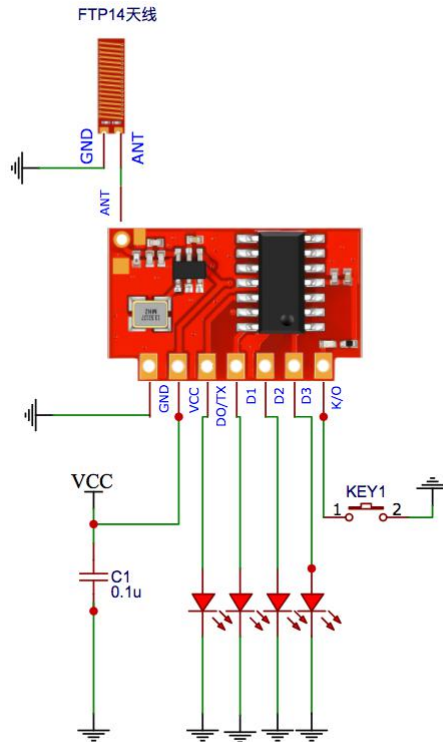 FTP14天线
GND
ANT
ANT
GND
VCC
DO/TX
D1
D2
D3
K/O
VCC
C1
0.1u
KEY1
1 2